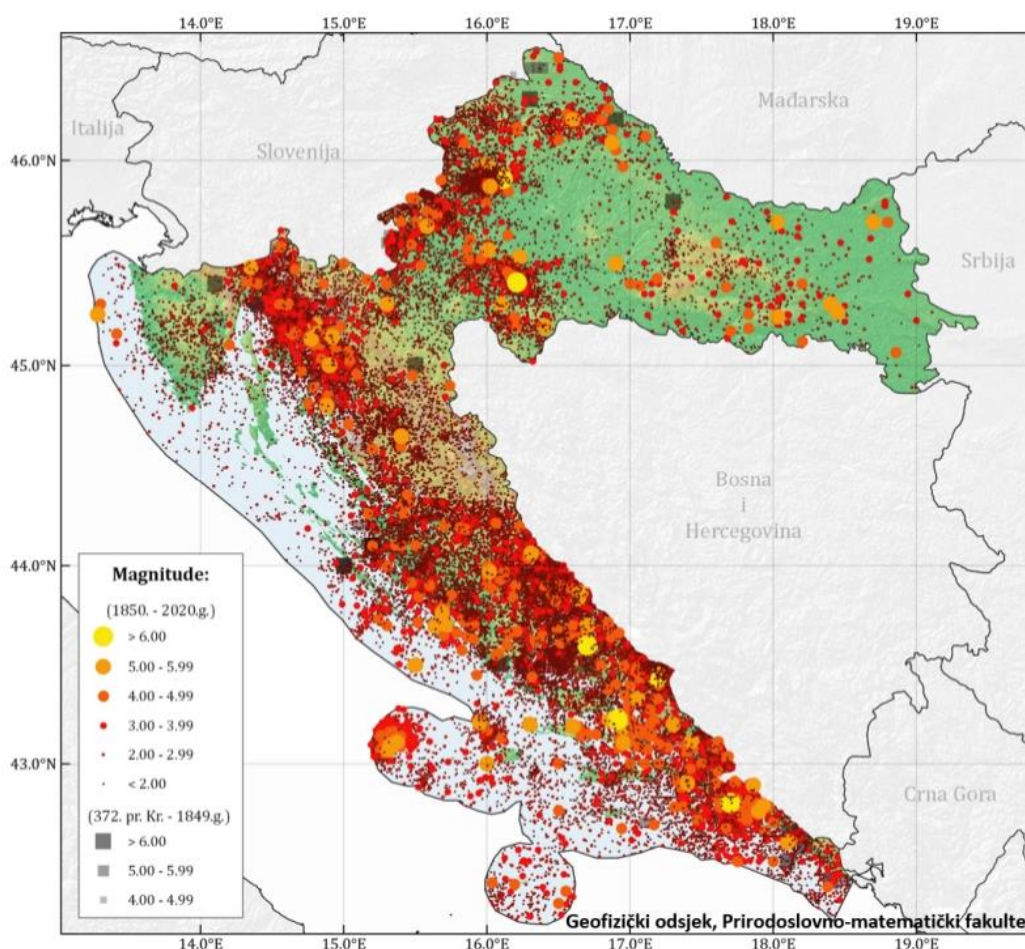 14.0°E 15.0°E 16.0°E 17.0°E 18.0°E 19.0°E
Mađarska
Italija
Slovenija
46.0°N
Srbija
45.0°N
Bosna
i
Hercegovina
44.0°N
Magnitude:
(1850. - 2020.g.)
> 6.00
5.00 - 5.99
4.00 - 4.99
3.00 - 3.99
2.00 - 2.99
< 2.00
(372. pr. Kr. - 1849.g.)
> 6.00
5.00 - 5.99
4.00 - 4.99
43.0°N
Crna Gora
Geofizički odsjek, Prirodoslovno-matematički fakulte
14.0°E 15.0°E 16.0°E 17.0°E 18.0°E 19.0°E